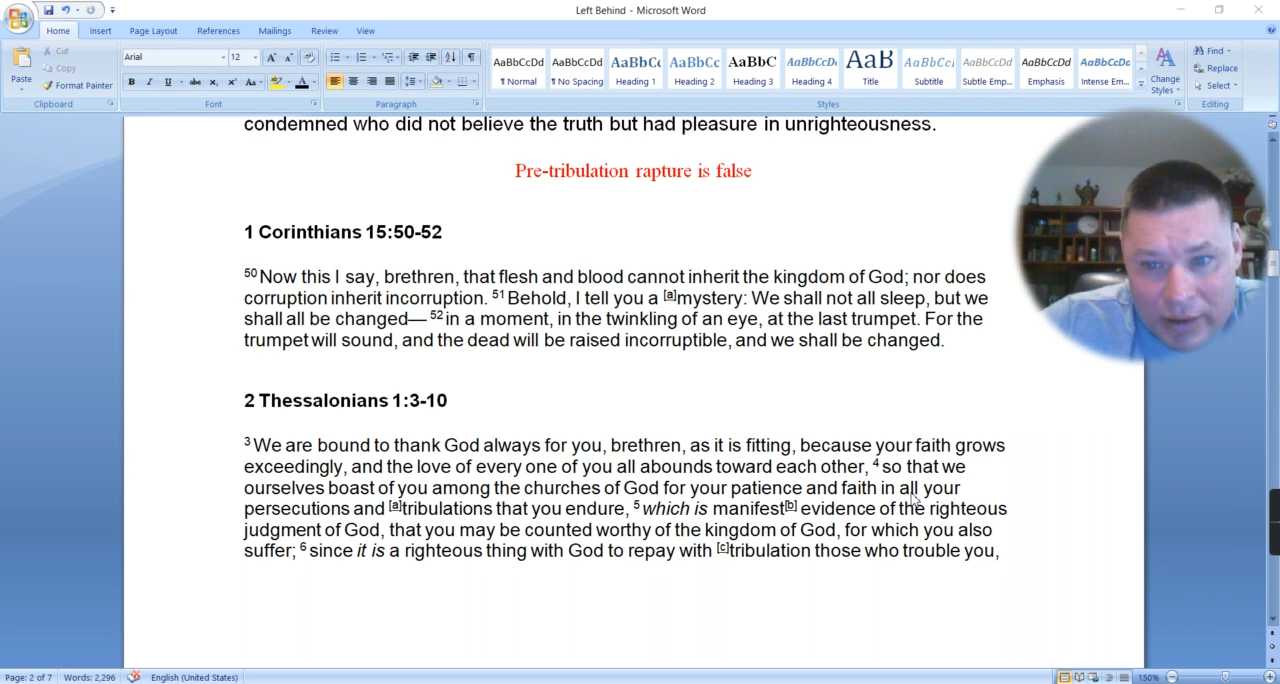 Left Behind - Microsoft Word
Home Insert Page Layout References Mailings Review View
Paste
Cut
Copy
Format Painter
Clipboard
Arial 12
Font
Paragraph
AaBbCcDd AaBbCcDd AaBbCc AaBbCc AaBbC AaBbCcDd AaB AaBbCcI AaBbCcDd AaBbCcDd AaBbCcDd
¶ Normal ¶ No Spacing Heading 1 Heading 2 Heading 3 Heading 4 Title Subtitle Subtle Emp... Emphasis Intense Em...
Styles
Change
Styles
Find
Replace
Select
Editing
condemned who did not believe the truth but had pleasure in unrighteousness.
Pre-tribulation rapture is false
1 Corinthians 15:50-52
50 Now this I say, brethren, that flesh and blood cannot inherit the kingdom of God; nor does
corruption inherit incorruption. 51 Behold, I tell you a [a]mystery: We shall not all sleep, but we
shall all be changed— 52 in a moment, in the twinkling of an eye, at the last trumpet. For the
trumpet will sound, and the dead will be raised incorruptible, and we shall be changed.
2 Thessalonians 1:3-10
3 We are bound to thank God always for you, brethren, as it is fitting, because your faith grows
exceedingly, and the love of every one of you all abounds toward each other, 4 so that we
ourselves boast of you among the churches of God for your patience and faith in all your
persecutions and [a]tribulations that you endure, 5 which is manifest[b] evidence of the righteous
judgment of God, that you may be counted worthy of the kingdom of God, for which you also
suffer; 6 since it is a righteous thing with God to repay with [c]tribulation those who trouble you,
Page: 2 of 7 Words: 2,296 English (United States) 150%